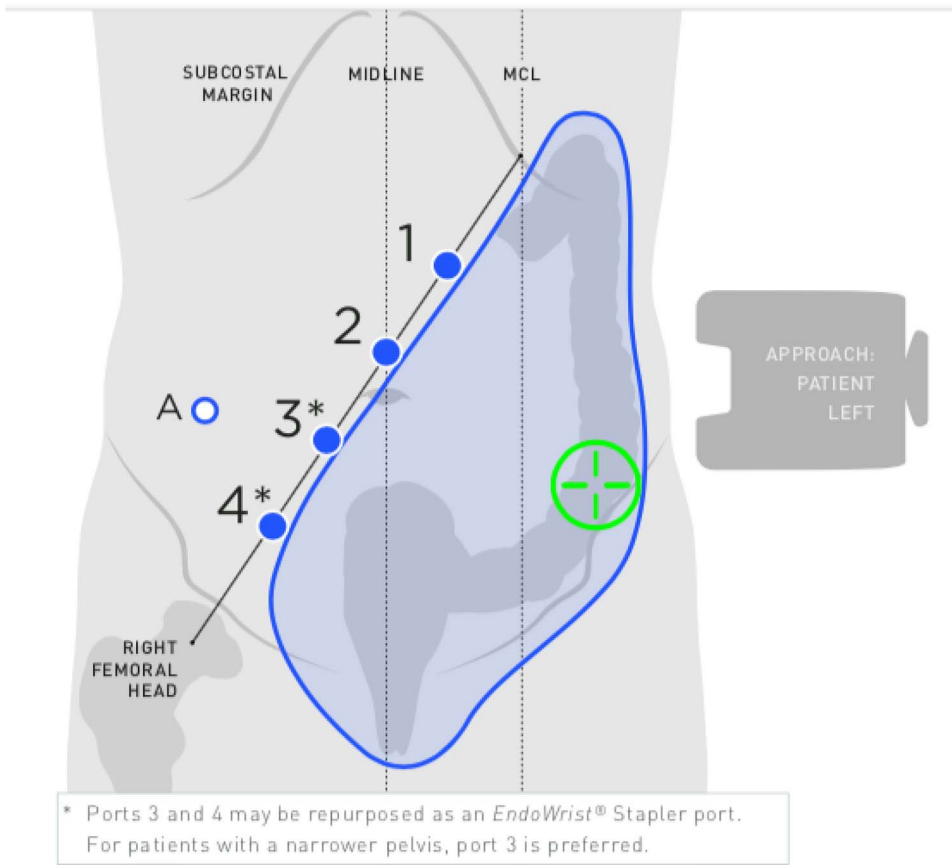 SUBCOSTAL
MARGIN
MIDLINE
MCL
1
2
A
3*
4*
APPROACH:
PATIENT
LEFT
RIGHT
FEMORAL
HEAD
* Ports 3 and 4 may be repurposed as an EndoWrist® Stapler port.
For patients with a narrower pelvis, port 3 is preferred.